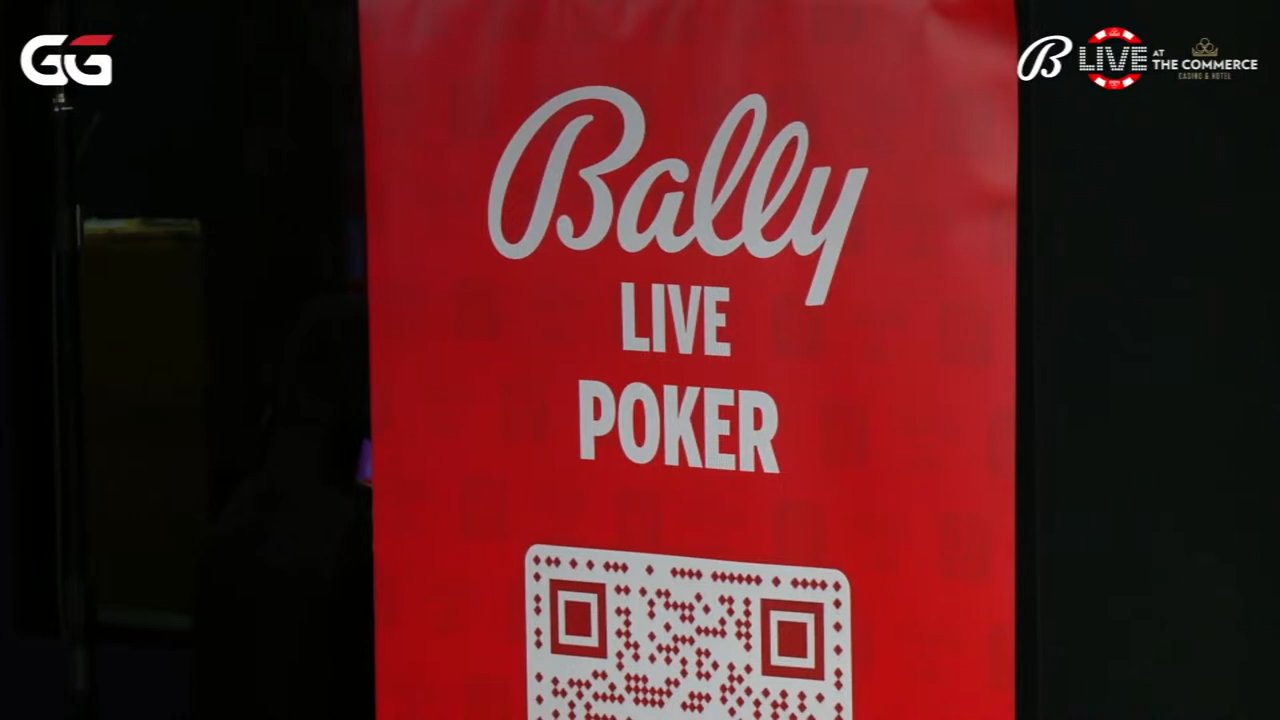 GG
B LIVE AT THE COMMERCE
CASINO & HOTEL
Bally
LIVE
POKER